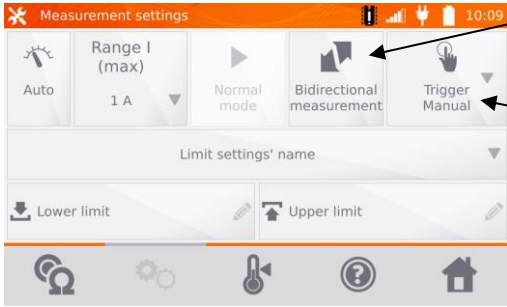 Measurement settings 10:09
Auto
Range I
(max)
1 A
Normal
mode
Bidirectional
measurement
Trigger
Manual
Limit settings' name
Lower limit
Upper limit